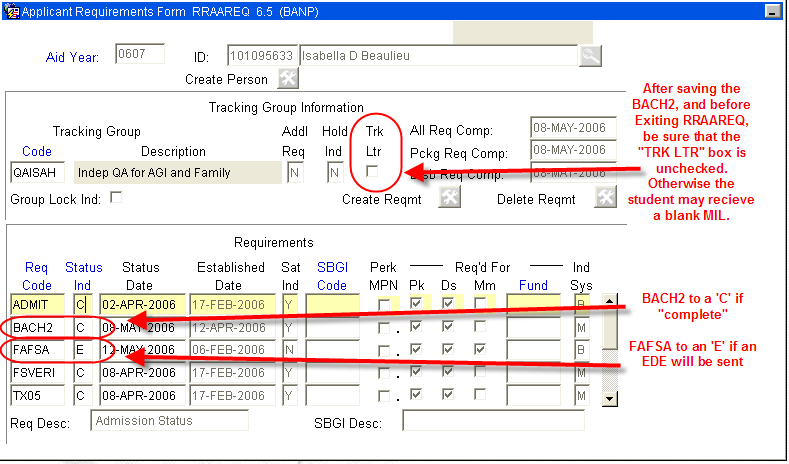 Applicant Requirements Form RRAAREQ 6.5 (BANP)
Aid Year: 0607 ID: 101095633 Isabella D Beaulieu
Create Person
Tracking Group Information
Tracking Group Addl Hold Trk All Req Comp: 08-MAY-2006
Code Description Req Ind Ltr Pckg Req Comp: 08-MAY-2006
QAISAH Indep QA for AGI and Family N N Req Comp: 08-MAY-2006
Group Lock Ind: Create Reqmt Delete Reqmt
After saving the
BACH2, and before
Exiting RRAAREQ,
be sure that the
"TRK LTR" box is
unchecked.
Otherwise the
student may recieve
a blank MIL.
Requirements
Req Status Status Established Sat SBGI Perk Req'd For Ind
Code Ind Date Date Ind Code MPN Pk Ds Mm Fund Sys
ADMIT C 02-APR-2006 17-FEB-2006 Y B
BACH2 C 08-MAY-2006 12-APR-2006 Y M
FAFSA E 12-MAY-2006 06-FEB-2006 N B
FSVERI C 08-APR-2006 17-FEB-2006 Y M
TX05 C 08-APR-2006 17-FEB-2006 Y M
Req Desc: Admission Status SBGI Desc:
BACH2 to a 'C' if
"complete"
FAFSA to an 'E' if an
EDE will be sent